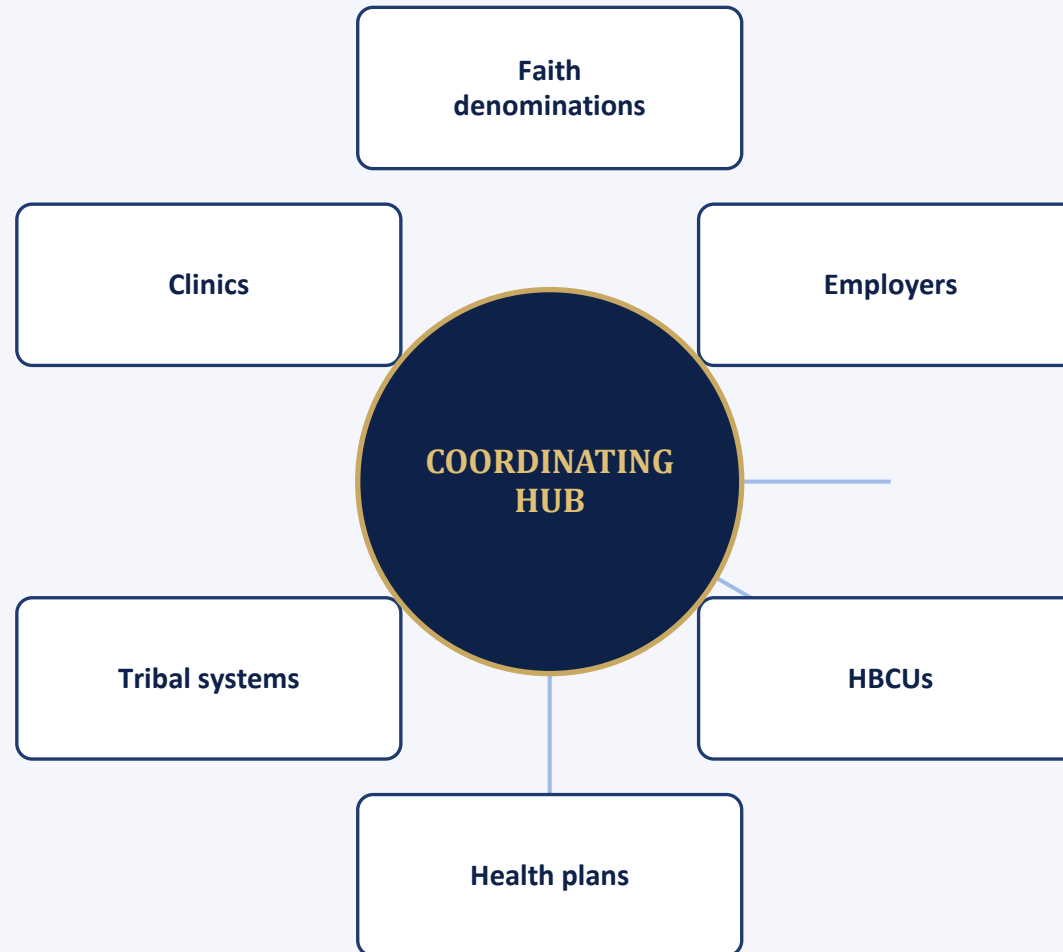 Faith
denominations
Clinics
Employers
COORDINATING
HUB
Tribal systems
HBCUs
Health plans